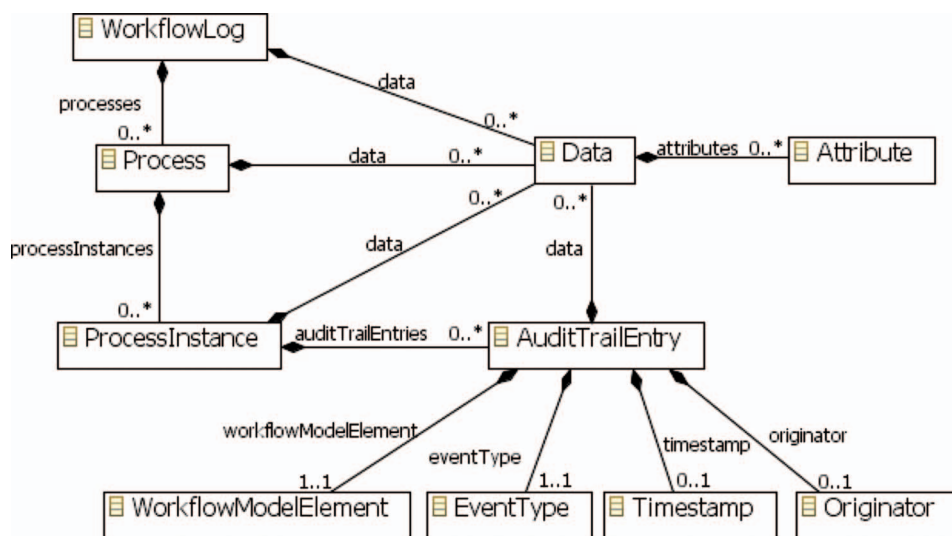 WorkflowLog
data
processes
0..*
0..*
Process
data
0..*
Data
attributes
0..*
Attribute
0..*
0..*
processInstances
data
data
0..*
ProcessInstance
auditTrailEntries
0..*
AuditTrailEntry
workflowModelElement
eventType
timestamp
originator
1..1
1..1
0..1
0..1
WorkflowModelElement
EventType
Timestamp
Originator